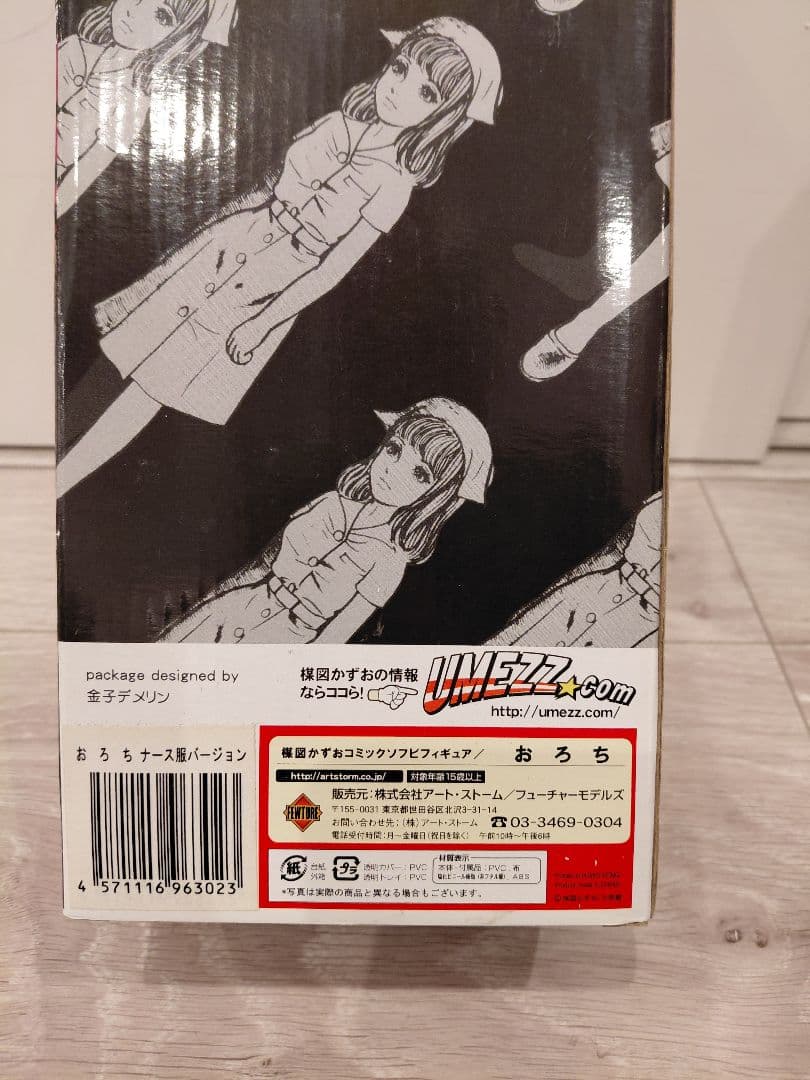 package designed by
金子デメリン
楳図かずおの情報
ならココら!
UMEZZ★com
http://umezz.com/
おろち ナース服バージョン
4 571116 963023
楳図かずおコミックソフビフィギュア/ おろち
http://artstorm.co.jp/ 対象年齢15歳以上
FEWTURE
販売元:株式会社アート・ストーム/フューチャーモデルズ
〒155-0031 東京都世田谷区北沢3-31-14
お問い合わせ先:(株)アート・ストーム ☎03-3469-0304
電話受付時間:月~金曜日(祝日を除く) 午前10時~午後6時
紙 台紙 外箱
プラ 透明カバー:PVC
透明トレイ:PVC
材質表示
本体・付属品:PVC、布
ABS
*写真は実際の商品と異なる場合もございます。